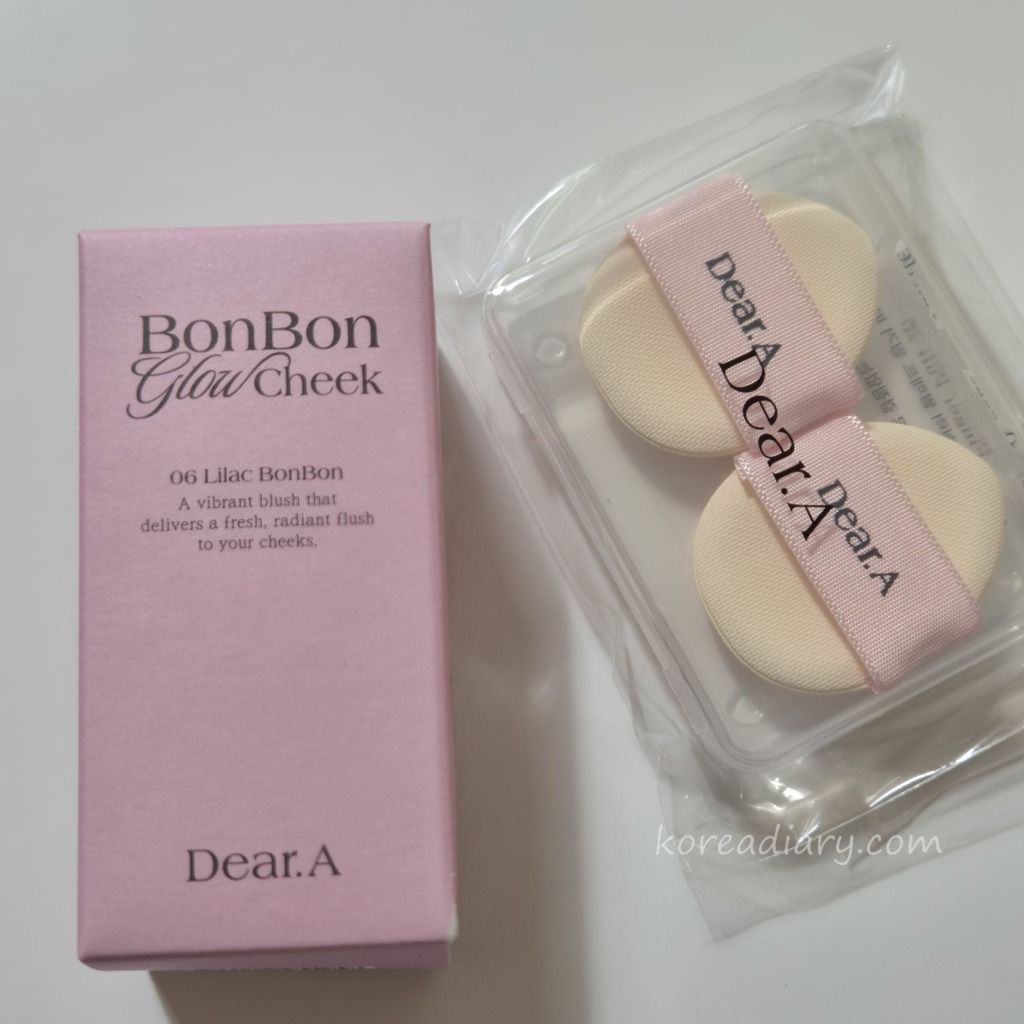 BonBon
Glow Cheek
06 Lilac BonBon
A vibrant blush that
delivers a fresh, radiant flush
to your cheeks.
Dear.A
Dear.A
Dear.A
Dear.A
koreadiary.com